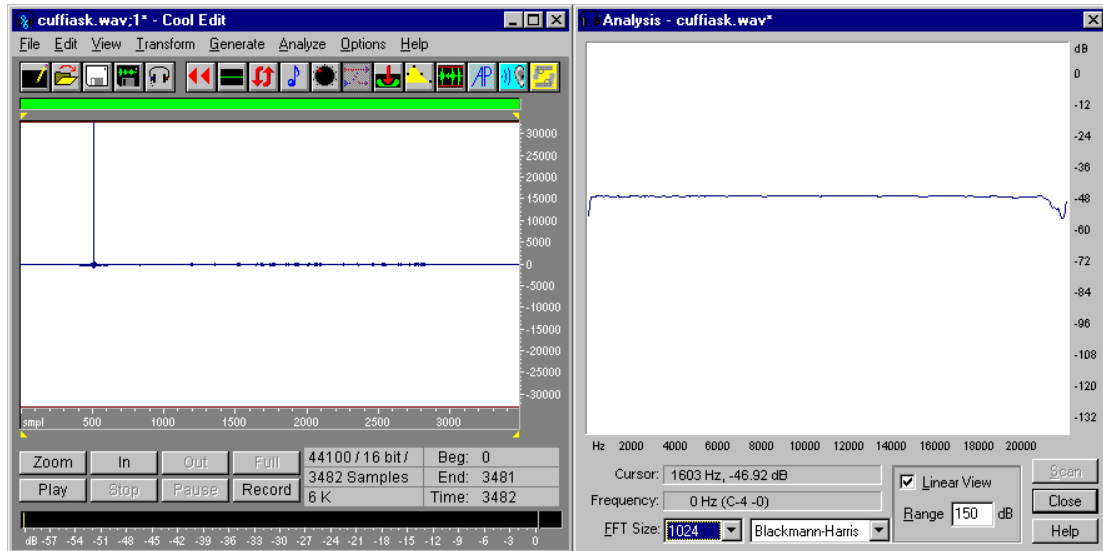 cuffiask.wav;1* - Cool Edit
File Edit View Transform Generate Analyze Options Help
AP
30000
25000
20000
15000
10000
5000
0
-5000
-10000
-15000
-20000
-25000
-30000
smpl 500 1000 1500 2000 2500 3000
Zoom In Out Full
Play Stop Pause Record
44100 / 16 bit /
3482 Samples
6 K
Beg: 0
End: 3481
Time: 3482
dB -57 -54 -51 -48 -45 -42 -39 -36 -33 -30 -27 -24 -21 -18 -15 -12 -9 -6 -3 0
Analysis - cuffiask.wav*
dB
0
-12
-24
-36
-48
-60
-72
-84
-96
-108
-120
-132
Hz 2000 4000 6000 8000 10000 12000 14000 16000 18000 20000
Cursor: 1603 Hz, -46.92 dB
Frequency: 0 Hz (C-4 -0)
FFT Size: 1024 Blackmann-Harris
Linear View
Range 150 dB
Scan
Close
Help